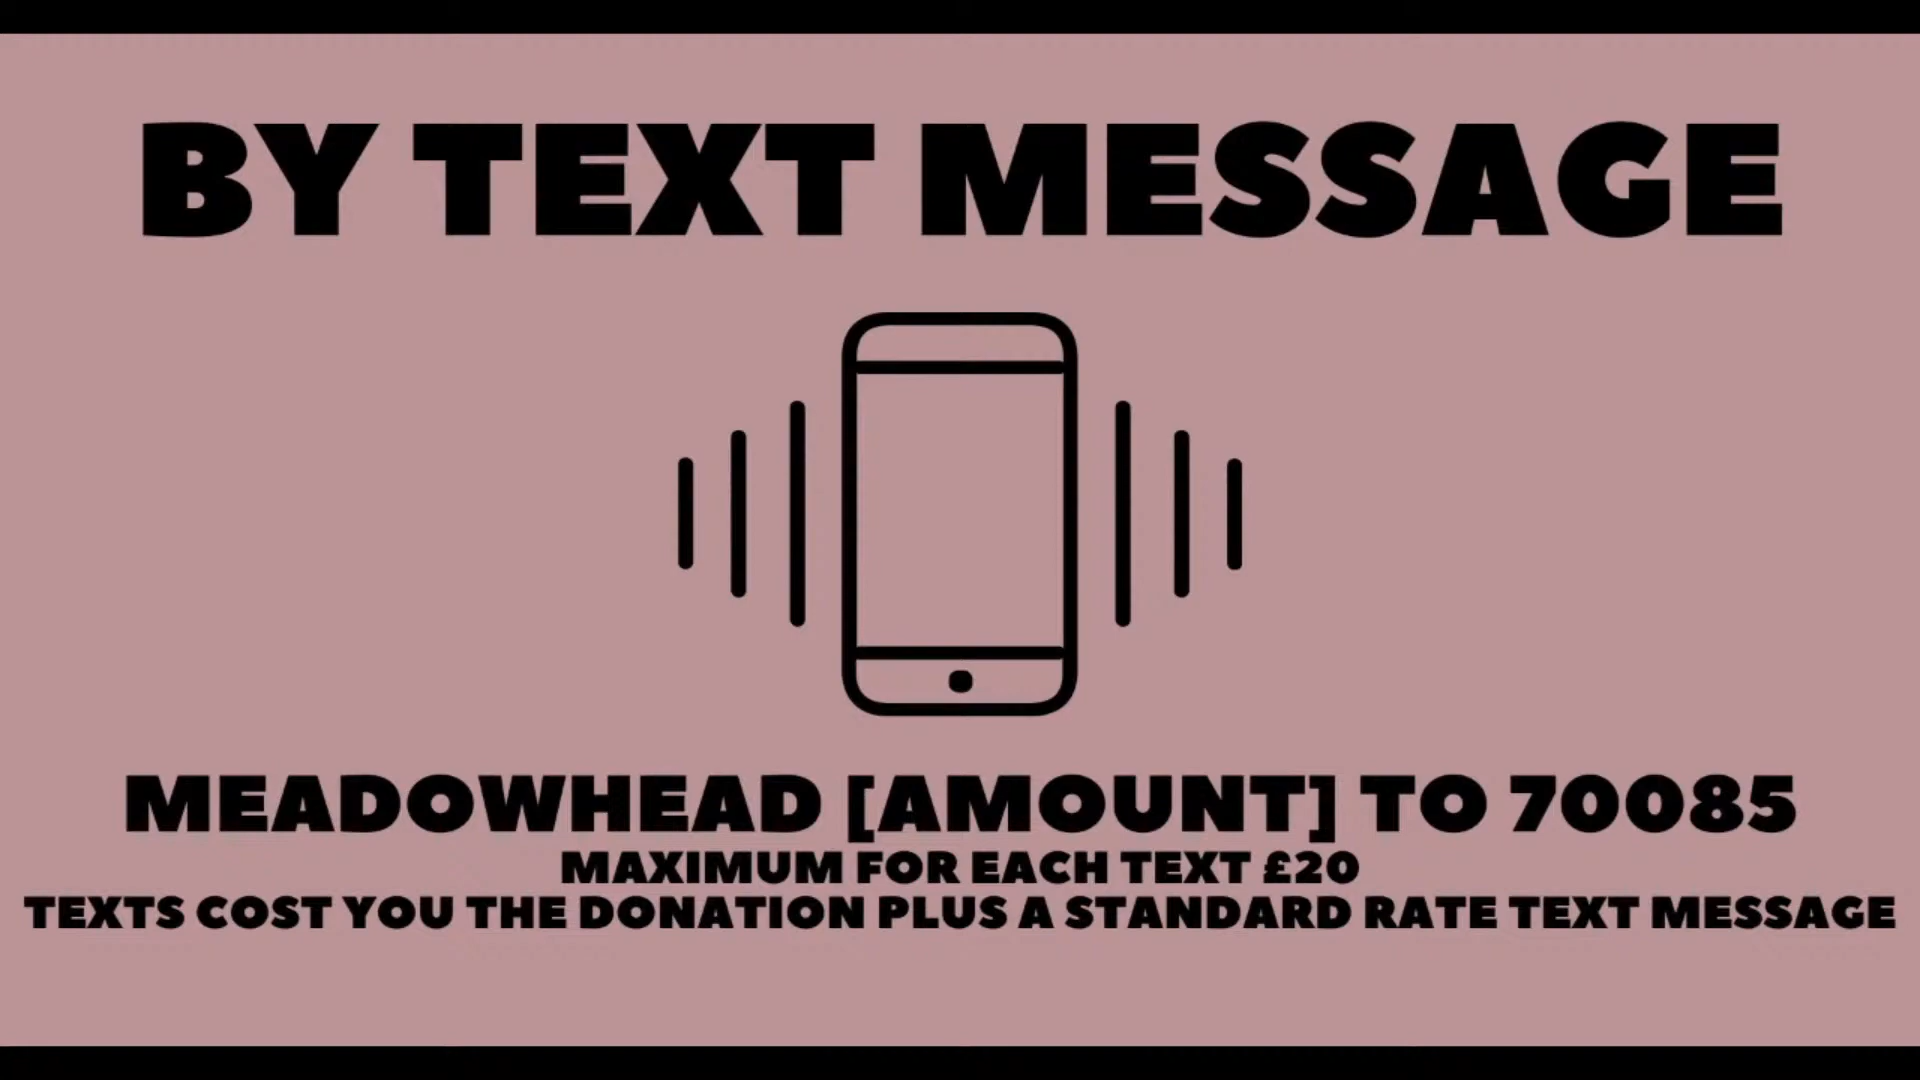 BY TEXT MESSAGE
MEADOWHEAD [AMOUNT] TO 70085
MAXIMUM FOR EACH TEXT £20
TEXTS COST YOU THE DONATION PLUS A STANDARD RATE TEXT MESSAGE